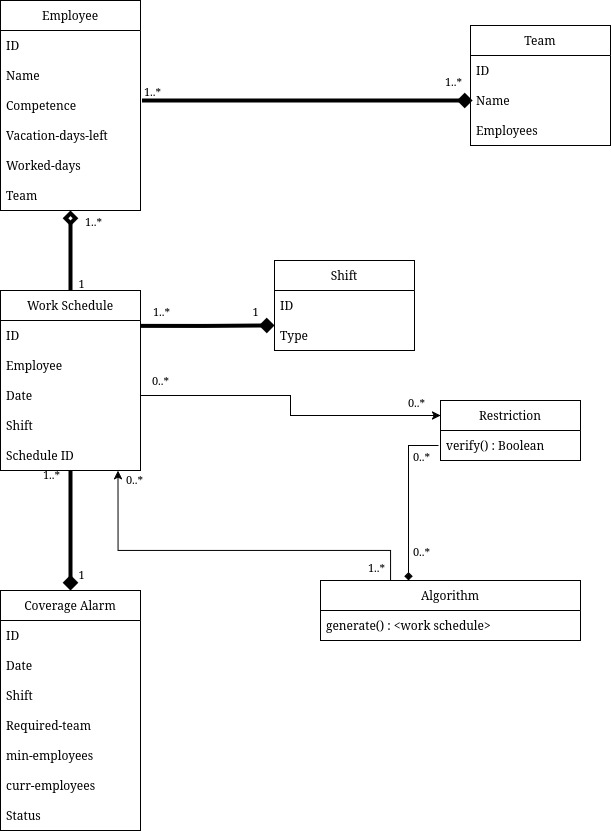 Employee
ID
Name
Competence
Vacation-days-left
Worked-days
Team
1..*
1..*
Team
ID
Name
Employees
1..*
1
Work Schedule
ID
Employee
Date
Shift
Schedule ID
1..*
1
Shift
ID
Type
0..*
0..*
Restriction
verify() : Boolean
0..*
0..*
1..*
0..*
Algorithm
generate() : <work schedule>
1..*
1
Coverage Alarm
ID
Date
Shift
Required-team
min-employees
curr-employees
Status